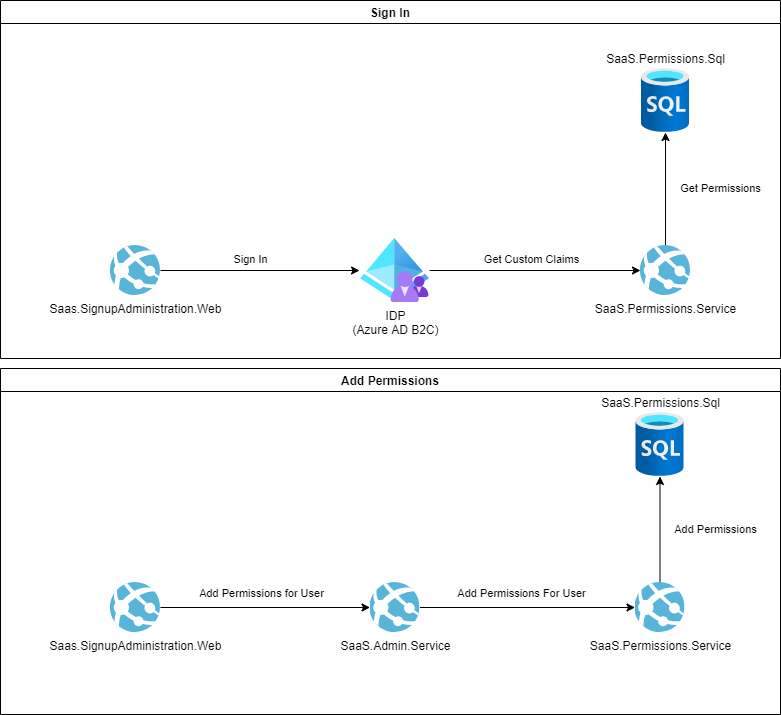 Sign In
SaaS.Permissions.Sql
SQL
Get Permissions
Sign In
Get Custom Claims
Saas.SignupAdministration.Web
IDP
(Azure AD B2C)
SaaS.Permissions.Service
Add Permissions
SaaS.Permissions.Sql
SQL
Add Permissions
Add Permissions for User
Add Permissions For User
Saas.SignupAdministration.Web
SaaS.Admin.Service
SaaS.Permissions.Service